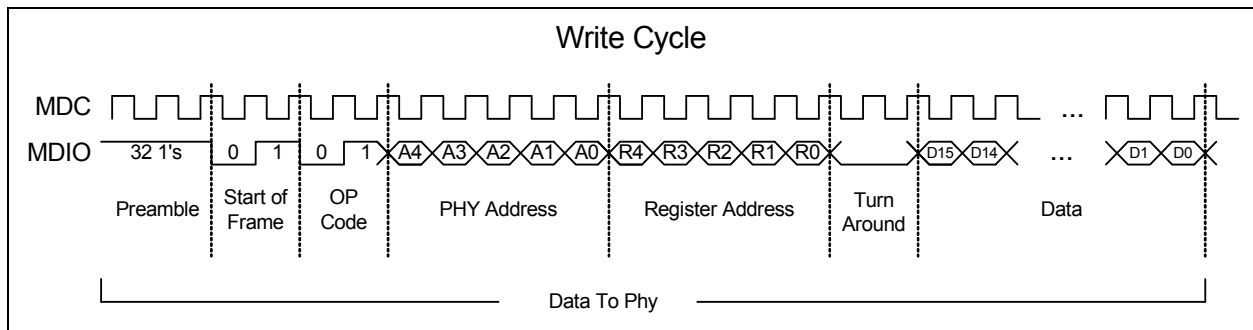 Write Cycle
MDC ...
MDIO 32 1's 0 1 0 1 A4 A3 A2 A1 A0 R4 R3 R2 R1 R0 D15 D14 ... D1 D0
Preamble Start of Frame OP Code PHY Address Register Address Turn Around Data
Data To Phy